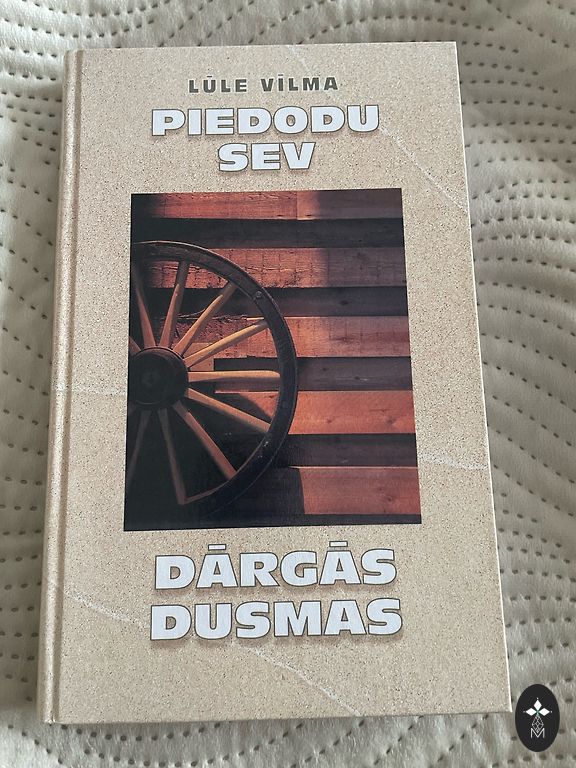 LŪLE VĪLMA
PIEDODU
SEV
DĀRGĀS
DUSMAS
M